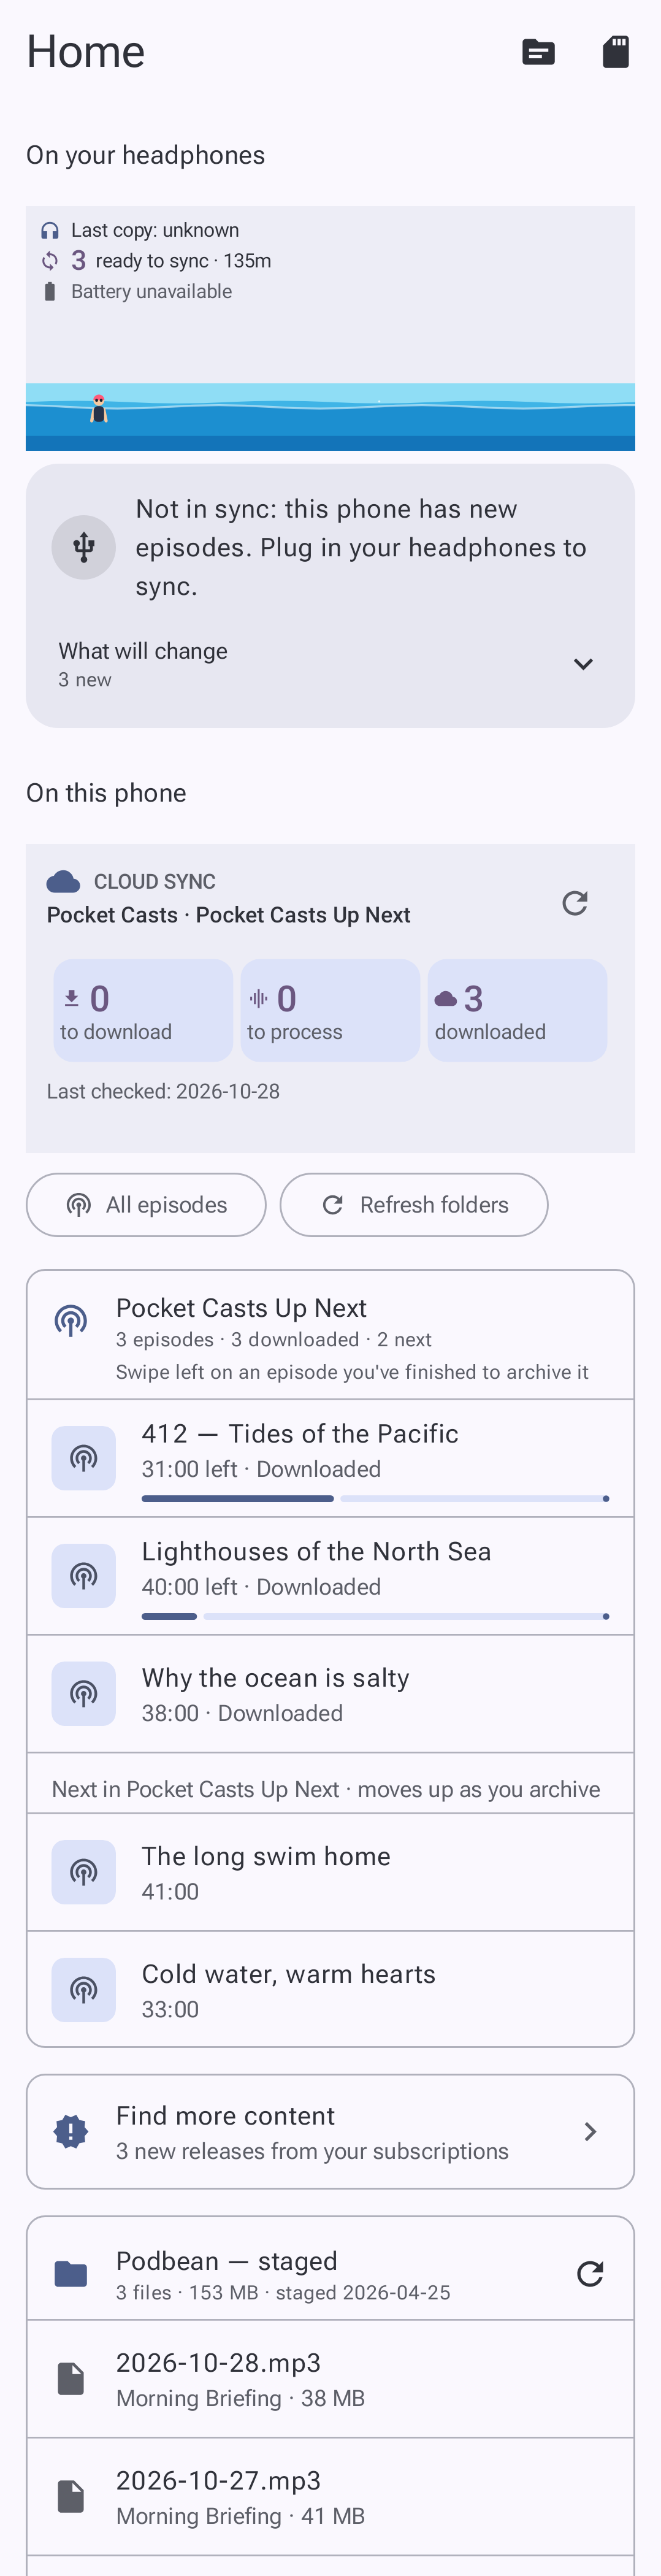 Home
On your headphones
Last copy: unknown
3 ready to sync · 135m
Battery unavailable
Not in sync: this phone has new
episodes. Plug in your headphones to
sync.
What will change
3 new
On this phone
CLOUD SYNC
Pocket Casts · Pocket Casts Up Next
0
to download
0
to process
3
downloaded
Last checked: 2026-10-28
All episodes
Refresh folders
Pocket Casts Up Next
3 episodes · 3 downloaded · 2 next
Swipe left on an episode you've finished to archive it
412 — Tides of the Pacific
31:00 left · Downloaded
Lighthouses of the North Sea
40:00 left · Downloaded
Why the ocean is salty
38:00 · Downloaded
Next in Pocket Casts Up Next · moves up as you archive
The long swim home
41:00
Cold water, warm hearts
33:00
Find more content
3 new releases from your subscriptions
Podbean — staged
3 files · 153 MB · staged 2026-04-25
2026-10-28.mp3
Morning Briefing · 38 MB
2026-10-27.mp3
Morning Briefing · 41 MB